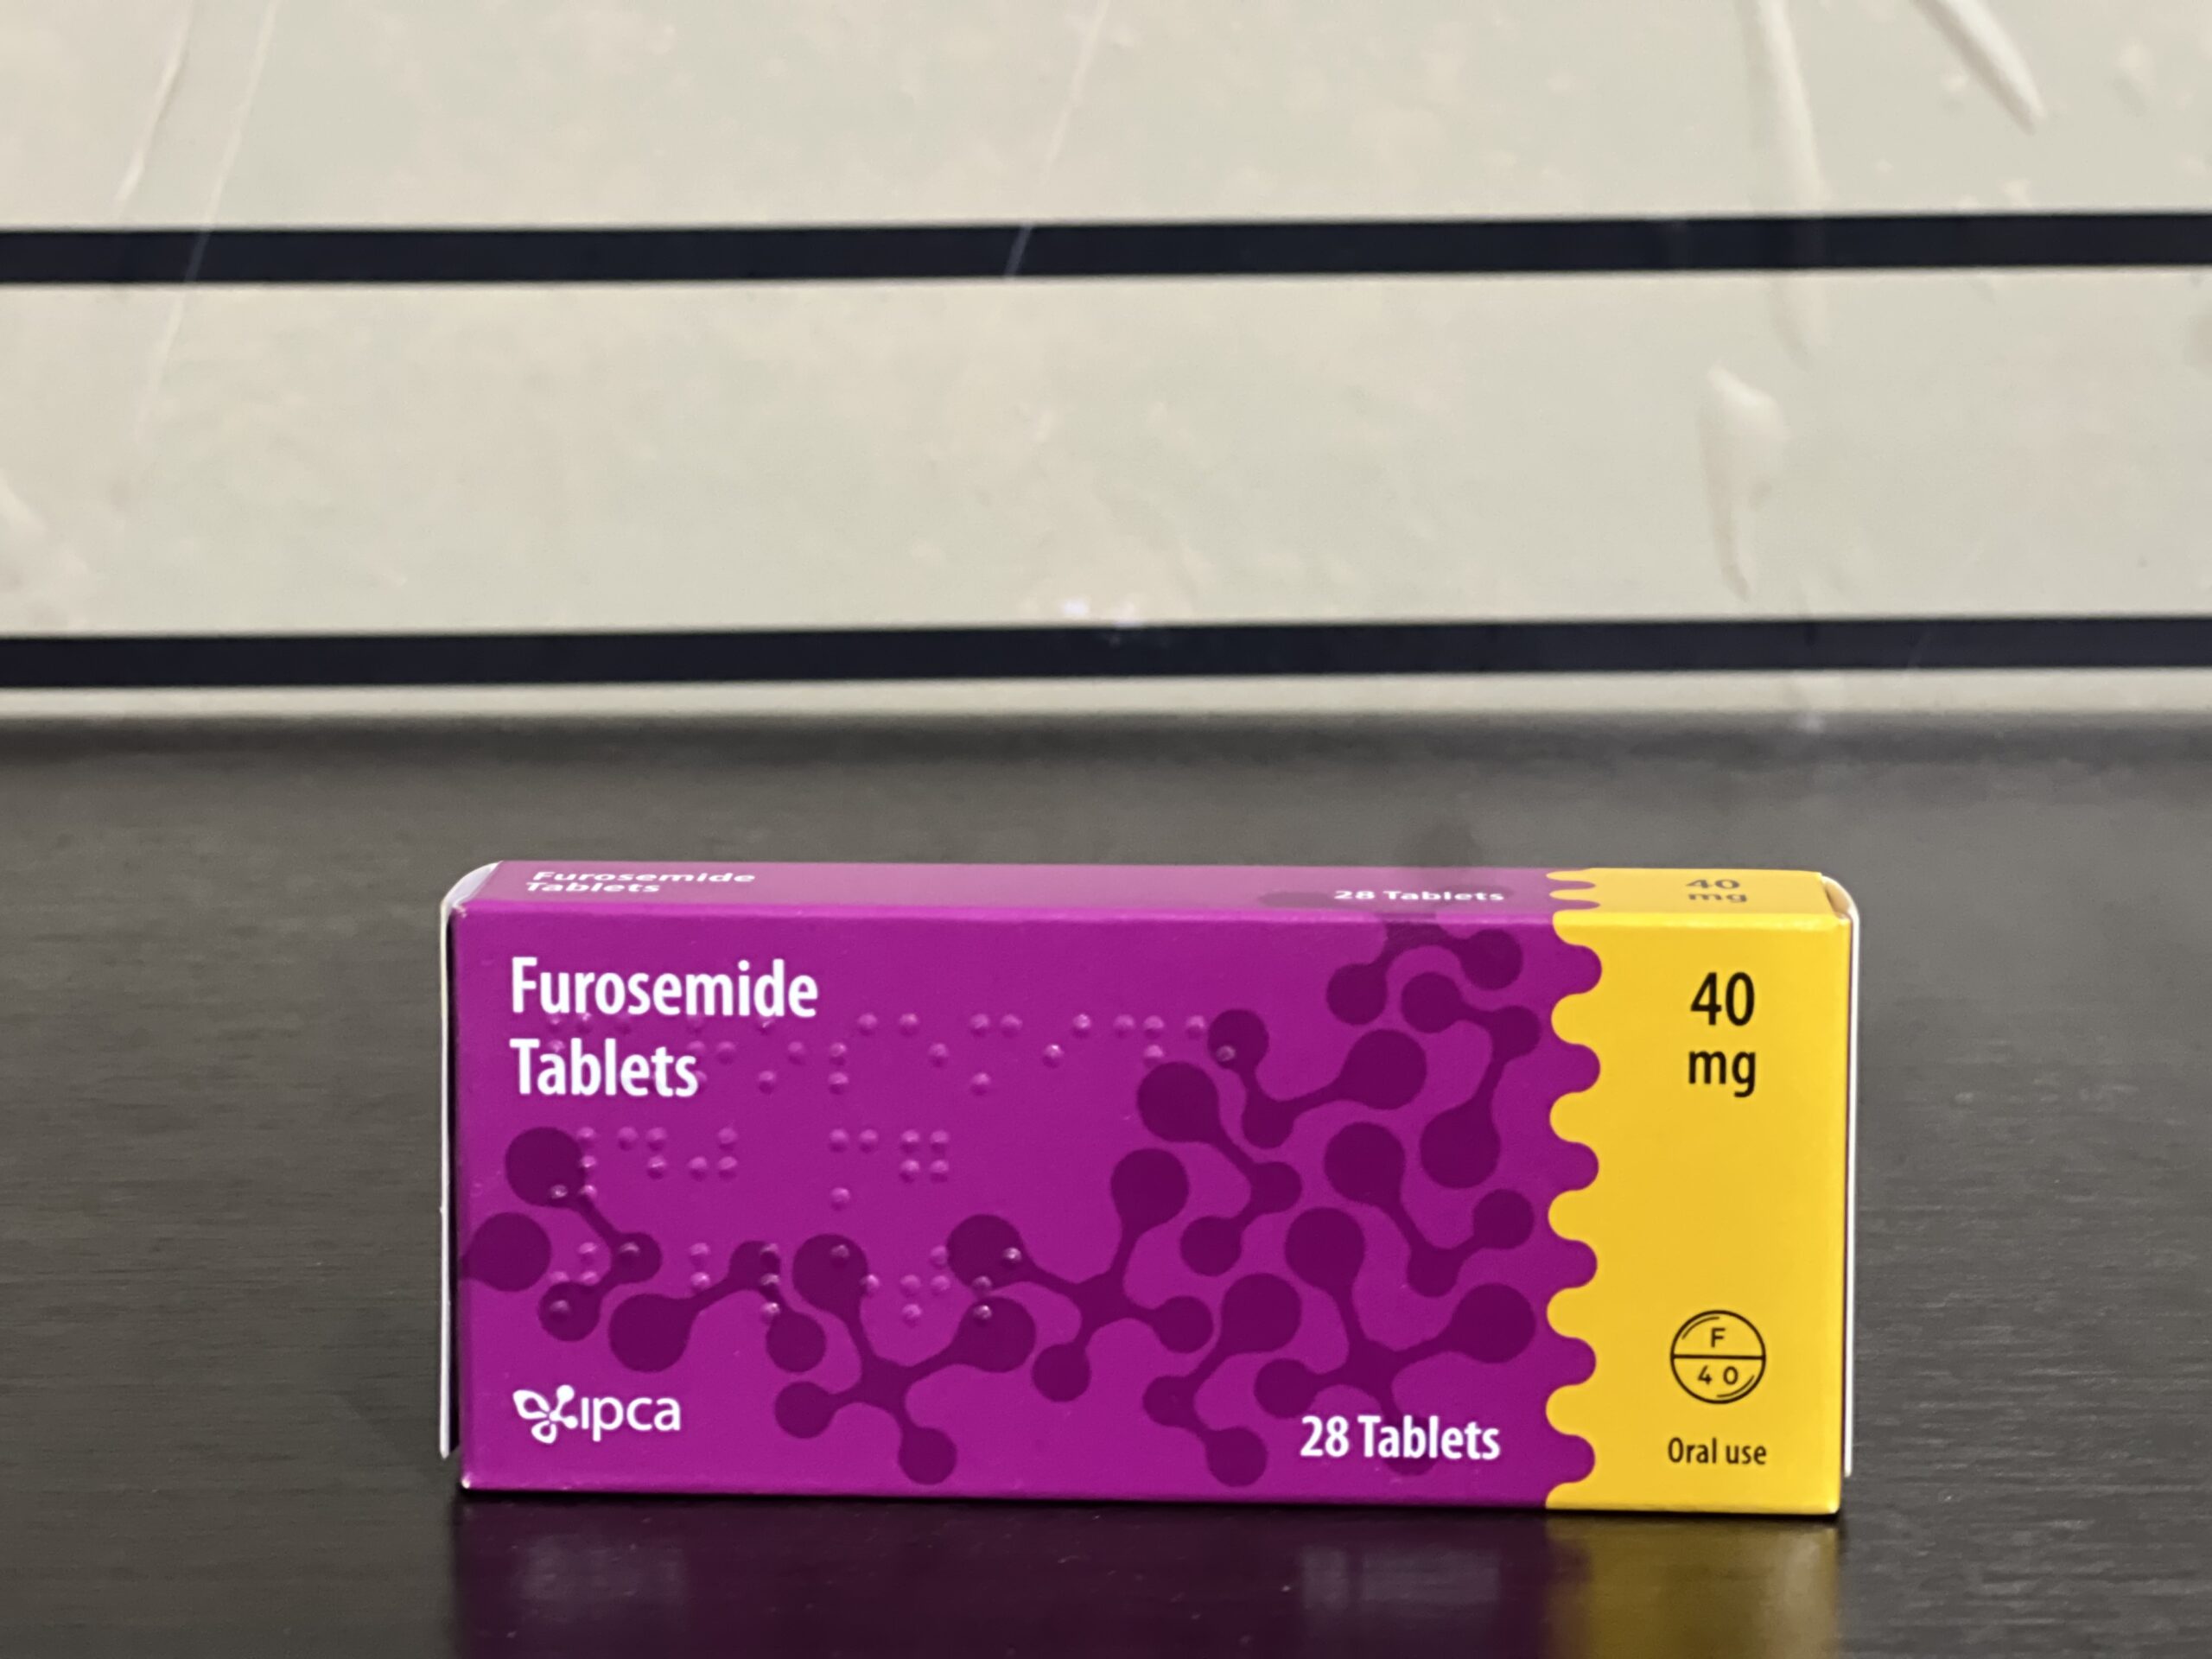 Furosemide
Tablets
28 Tablets
40
mg
Furosemide
Tablets
40
mg
ipca
28 Tablets
F
40
Oral use